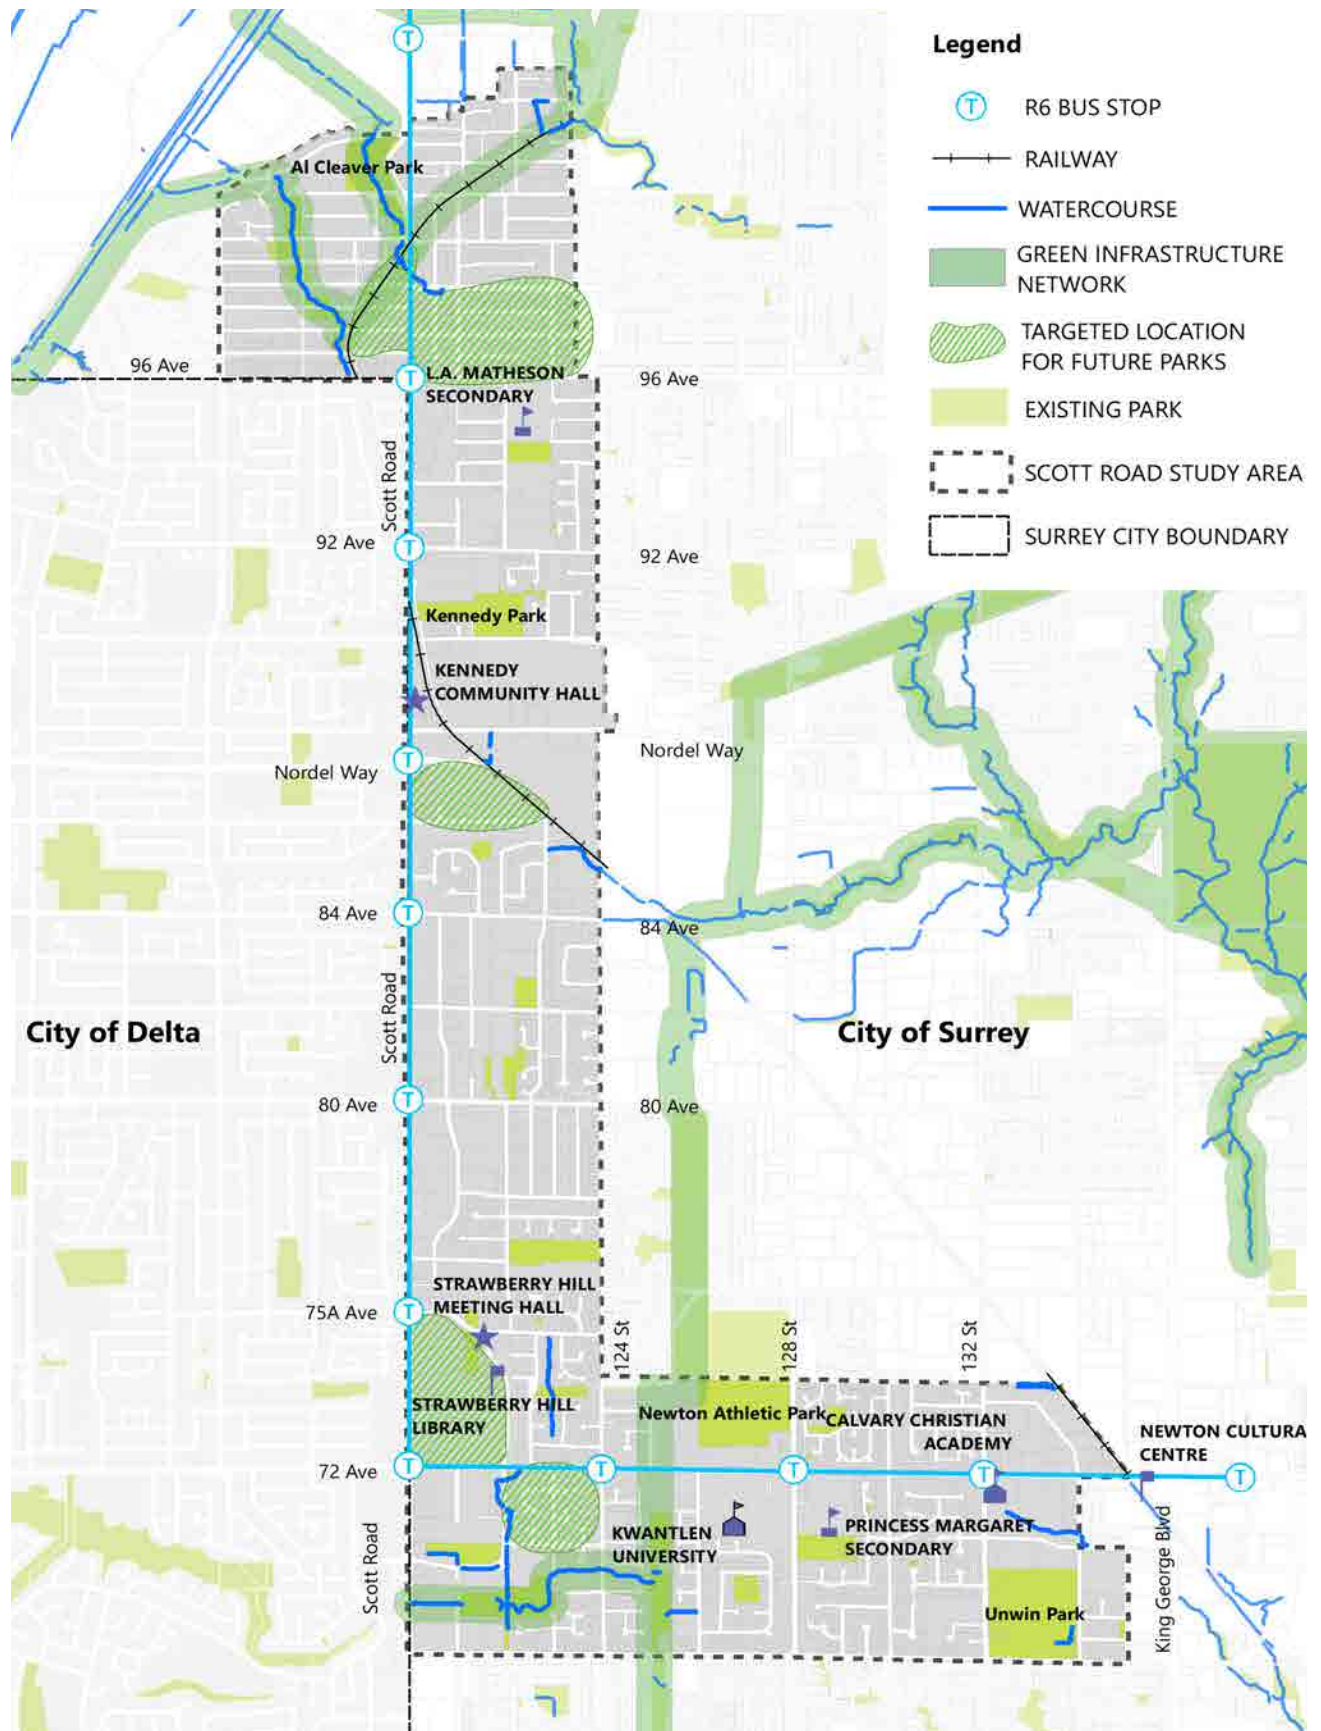 Legend
T
R6 BUS STOP
RAILWAY
WATERCOURSE
GREEN INFRASTRUCTURE
NETWORK
TARGETED LOCATION
FOR FUTURE PARKS
EXISTING PARK
SCOTT ROAD STUDY AREA
SURREY CITY BOUNDARY
T
Al Cleaver Park
96 Ave
T
L.A. MATHESON
SECONDARY
96 Ave
Scott Road
92 Ave
T
92 Ave
Kennedy Park
KENNEDY
COMMUNITY HALL
Nordel Way
T
Nordel Way
84 Ave
T
84 Ave
Scott Road
City of Delta
City of Surrey
80 Ave
T
80 Ave
STRAWBERRY HILL
MEETING HALL
75A Ave
T
124 St
128 St
132 St
STRAWBERRY HILL
LIBRARY
Newton Athletic Park
CALVARY CHRISTIAN
ACADEMY
NEWTON CULTURA
CENTRE
72 Ave
T
T
T
T
T
KWANTLEN
UNIVERSITY
PRINCESS MARGARET
SECONDARY
Scott Road
King George Blvd
Unwin Park